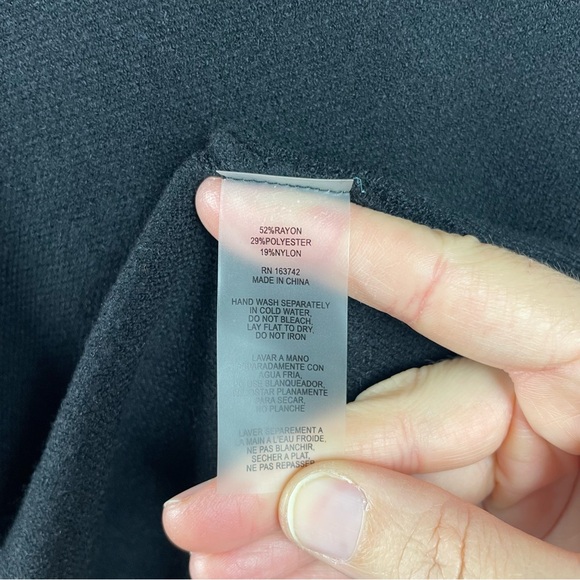 52%RAYON
29%POLYESTER
19%NYLON
RN 163742
MADE IN CHINA
HAND WASH SEPARATELY
IN COLD WATER,
DO NOT BLEACH,
LAY FLAT TO DRY.
DO NOT IRON
LAVAR A MANO
CON
AGUA FRIA,
BLANQUEADOR,
PLANAMENTE
PARA SECAR,
NO PLANCHE
LAVER SEPAREMENT A
LA MAIN A L'EAU FROIDE,
NE PAS BLANCHIR,
SECHER A PLAT,
NE PAS REPASSER